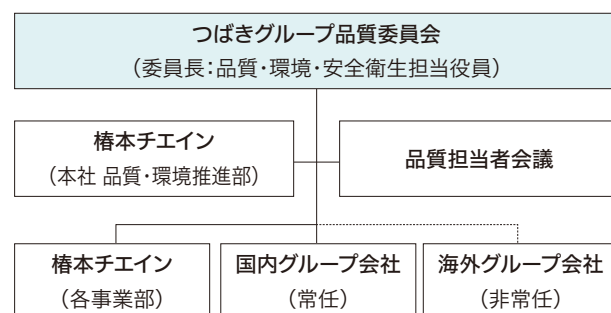 つばきグループ品質委員会
（委員長：品質・環境・安全衛生担当役員）
椿本チエイン
（本社 品質・環境推進部）
品質担当者会議
椿本チエイン
（各事業部）
国内グループ会社
（常任）
海外グループ会社
（非常任）